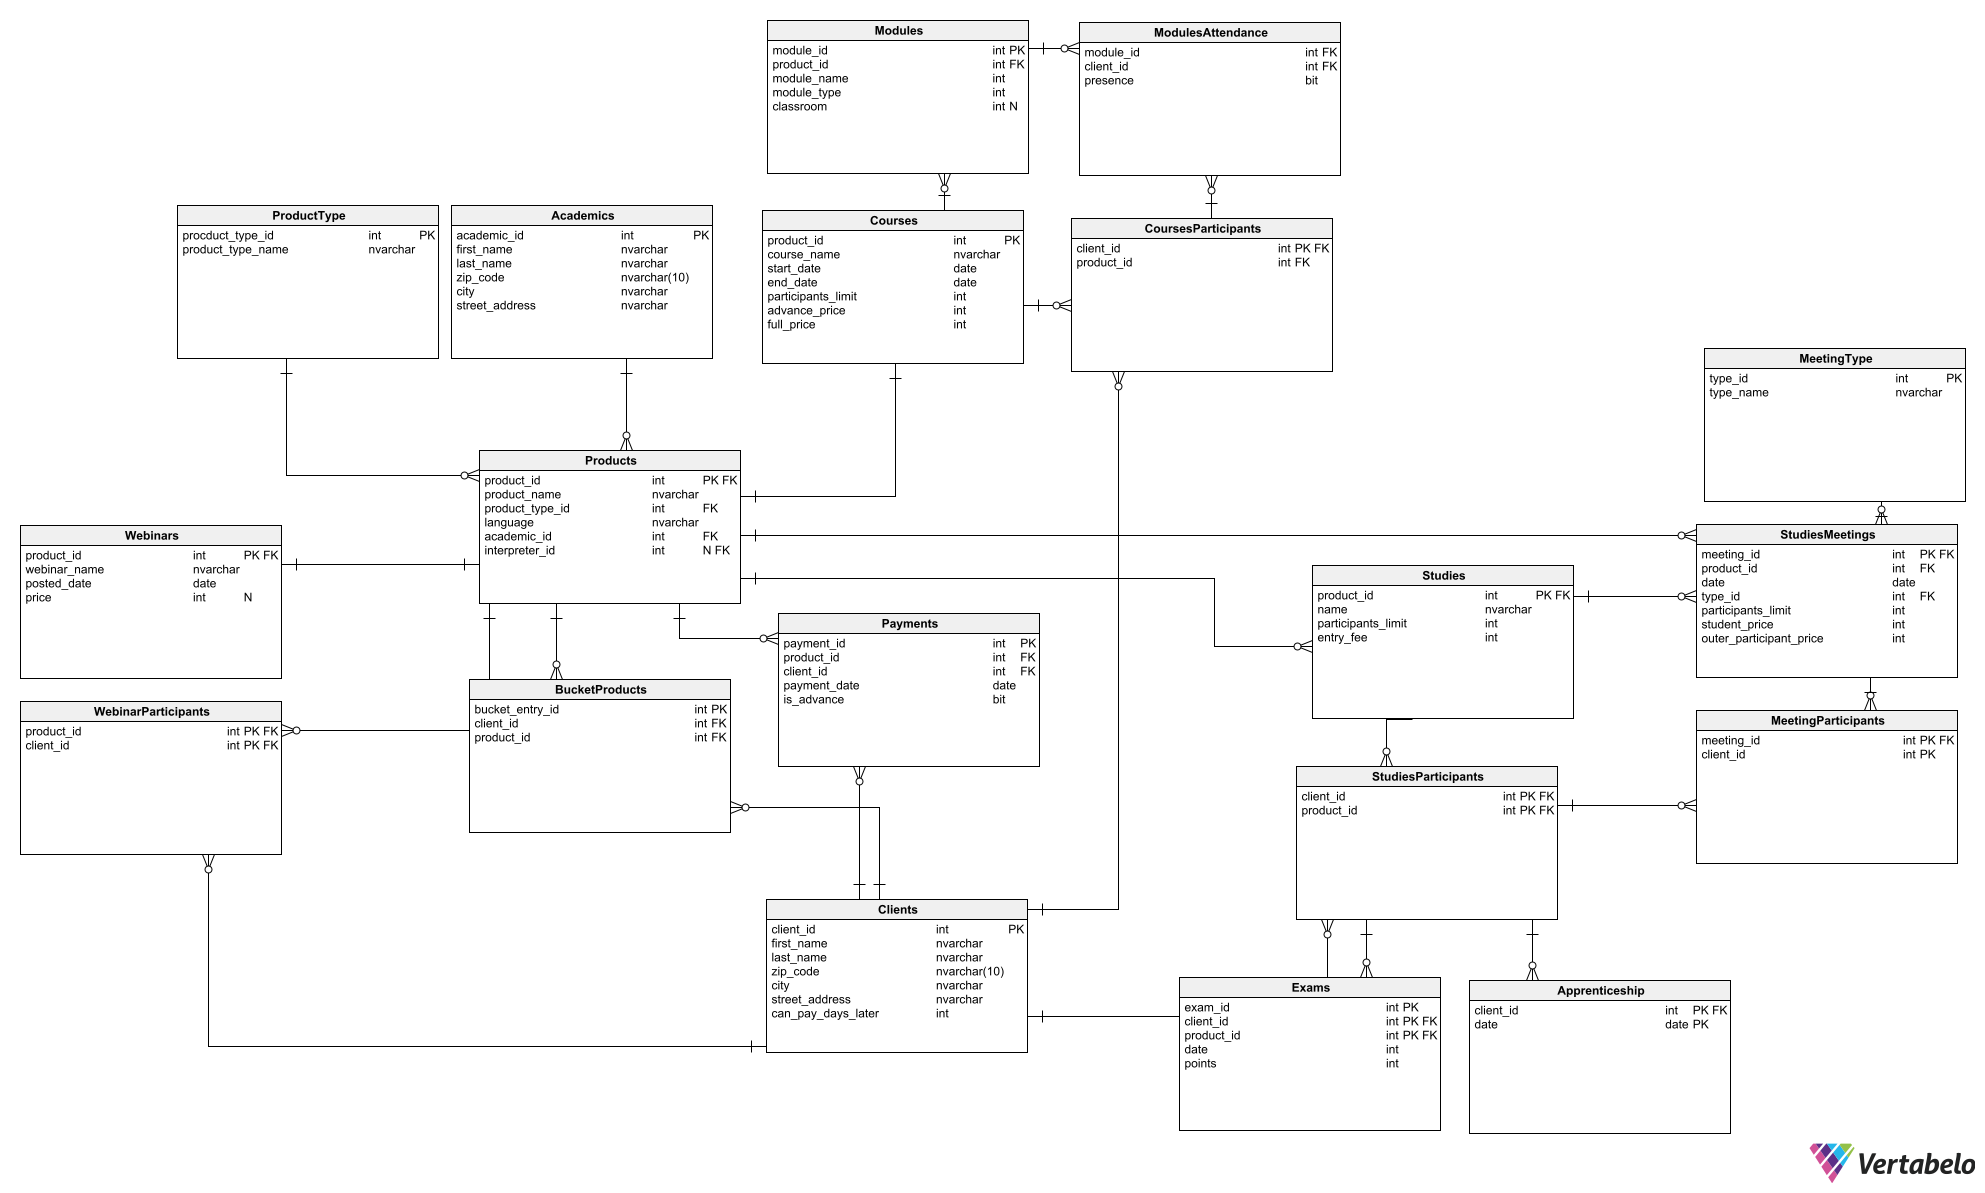 Modules
module_id int PK
product_id int FK
module_name int
module_type int
classroom int N
ModulesAttendance
module_id int FK
client_id int FK
presence bit
ProductType
procduct_type_id int PK
product_type_name nvarchar
Academics
academic_id int PK
first_name nvarchar
last_name nvarchar
zip_code nvarchar(10)
city nvarchar
street_address nvarchar
Courses
product_id int PK
course_name nvarchar
start_date date
end_date date
participants_limit int
advance_price int
full_price int
CoursesParticipants
client_id int PK FK
product_id int FK
MeetingType
type_id int PK
type_name nvarchar
Products
product_id int PK FK
product_name nvarchar
product_type_id int FK
language nvarchar
academic_id int FK
interpreter_id int N FK
Webinars
product_id int PK FK
webinar_name nvarchar
posted_date date
price int N
StudiesMeetings
meeting_id int PK FK
product_id int FK
date date
type_id int FK
participants_limit int
student_price int
outer_participant_price int
Studies
product_id int PK FK
name nvarchar
participants_limit int
entry_fee int
Payments
payment_id int PK
product_id int FK
client_id int FK
payment_date date
is_advance bit
BucketProducts
bucket_entry_id int PK
client_id int FK
product_id int FK
WebinarParticipants
product_id int PK FK
client_id int PK FK
MeetingParticipants
meeting_id int PK FK
client_id int PK
StudiesParticipants
client_id int PK FK
product_id int PK FK
Clients
client_id int PK
first_name nvarchar
last_name nvarchar
zip_code nvarchar(10)
city nvarchar
street_address nvarchar
can_pay_days_later int
Exams
exam_id int PK
client_id int PK FK
product_id int PK FK
date int
points int
Apprenticeship
client_id int PK FK
date date PK
Vertabelo